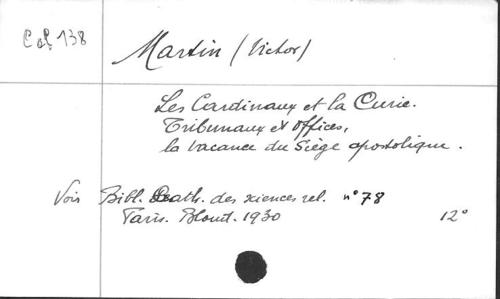 Cal, 138
Martin (Victor)
Les Cardinaux et la Curie.
Tribunaux et offices,
la vacance du Siège apostolique.
Voir Bibl. Cath. des sciences rel. n° 78
Paris. Bloud. 1930 12°